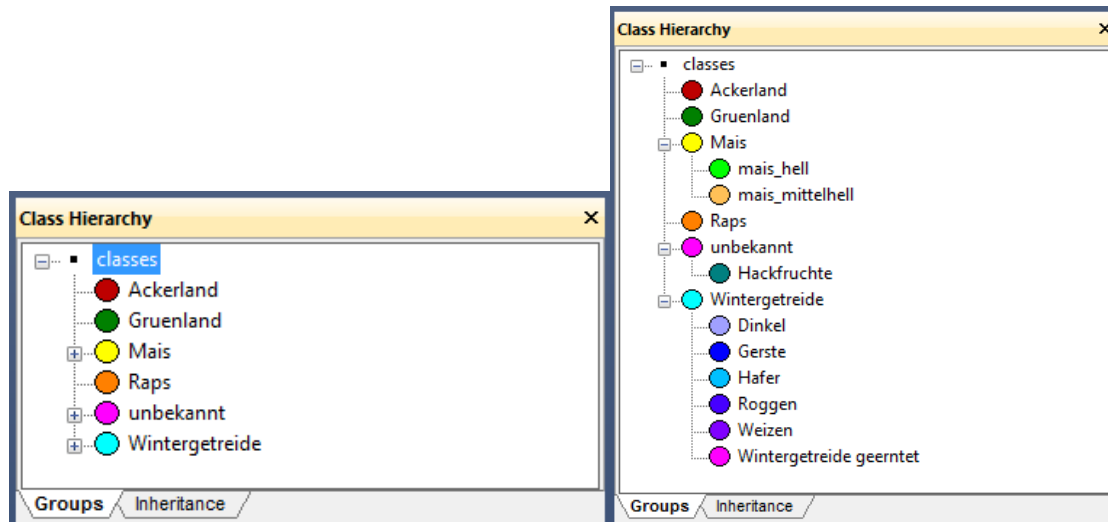 Class Hierarchy
classes
Ackerland
Gruenland
Mais
Raps
unbekannt
Wintergetreide
Groups
Inheritance
Class Hierarchy
classes
Ackerland
Gruenland
Mais
mais_hell
mais_mittelhell
Raps
unbekannt
Hackfruchte
Wintergetreide
Dinkel
Gerste
Hafer
Roggen
Weizen
Wintergetreide geerntet
Groups
Inheritance